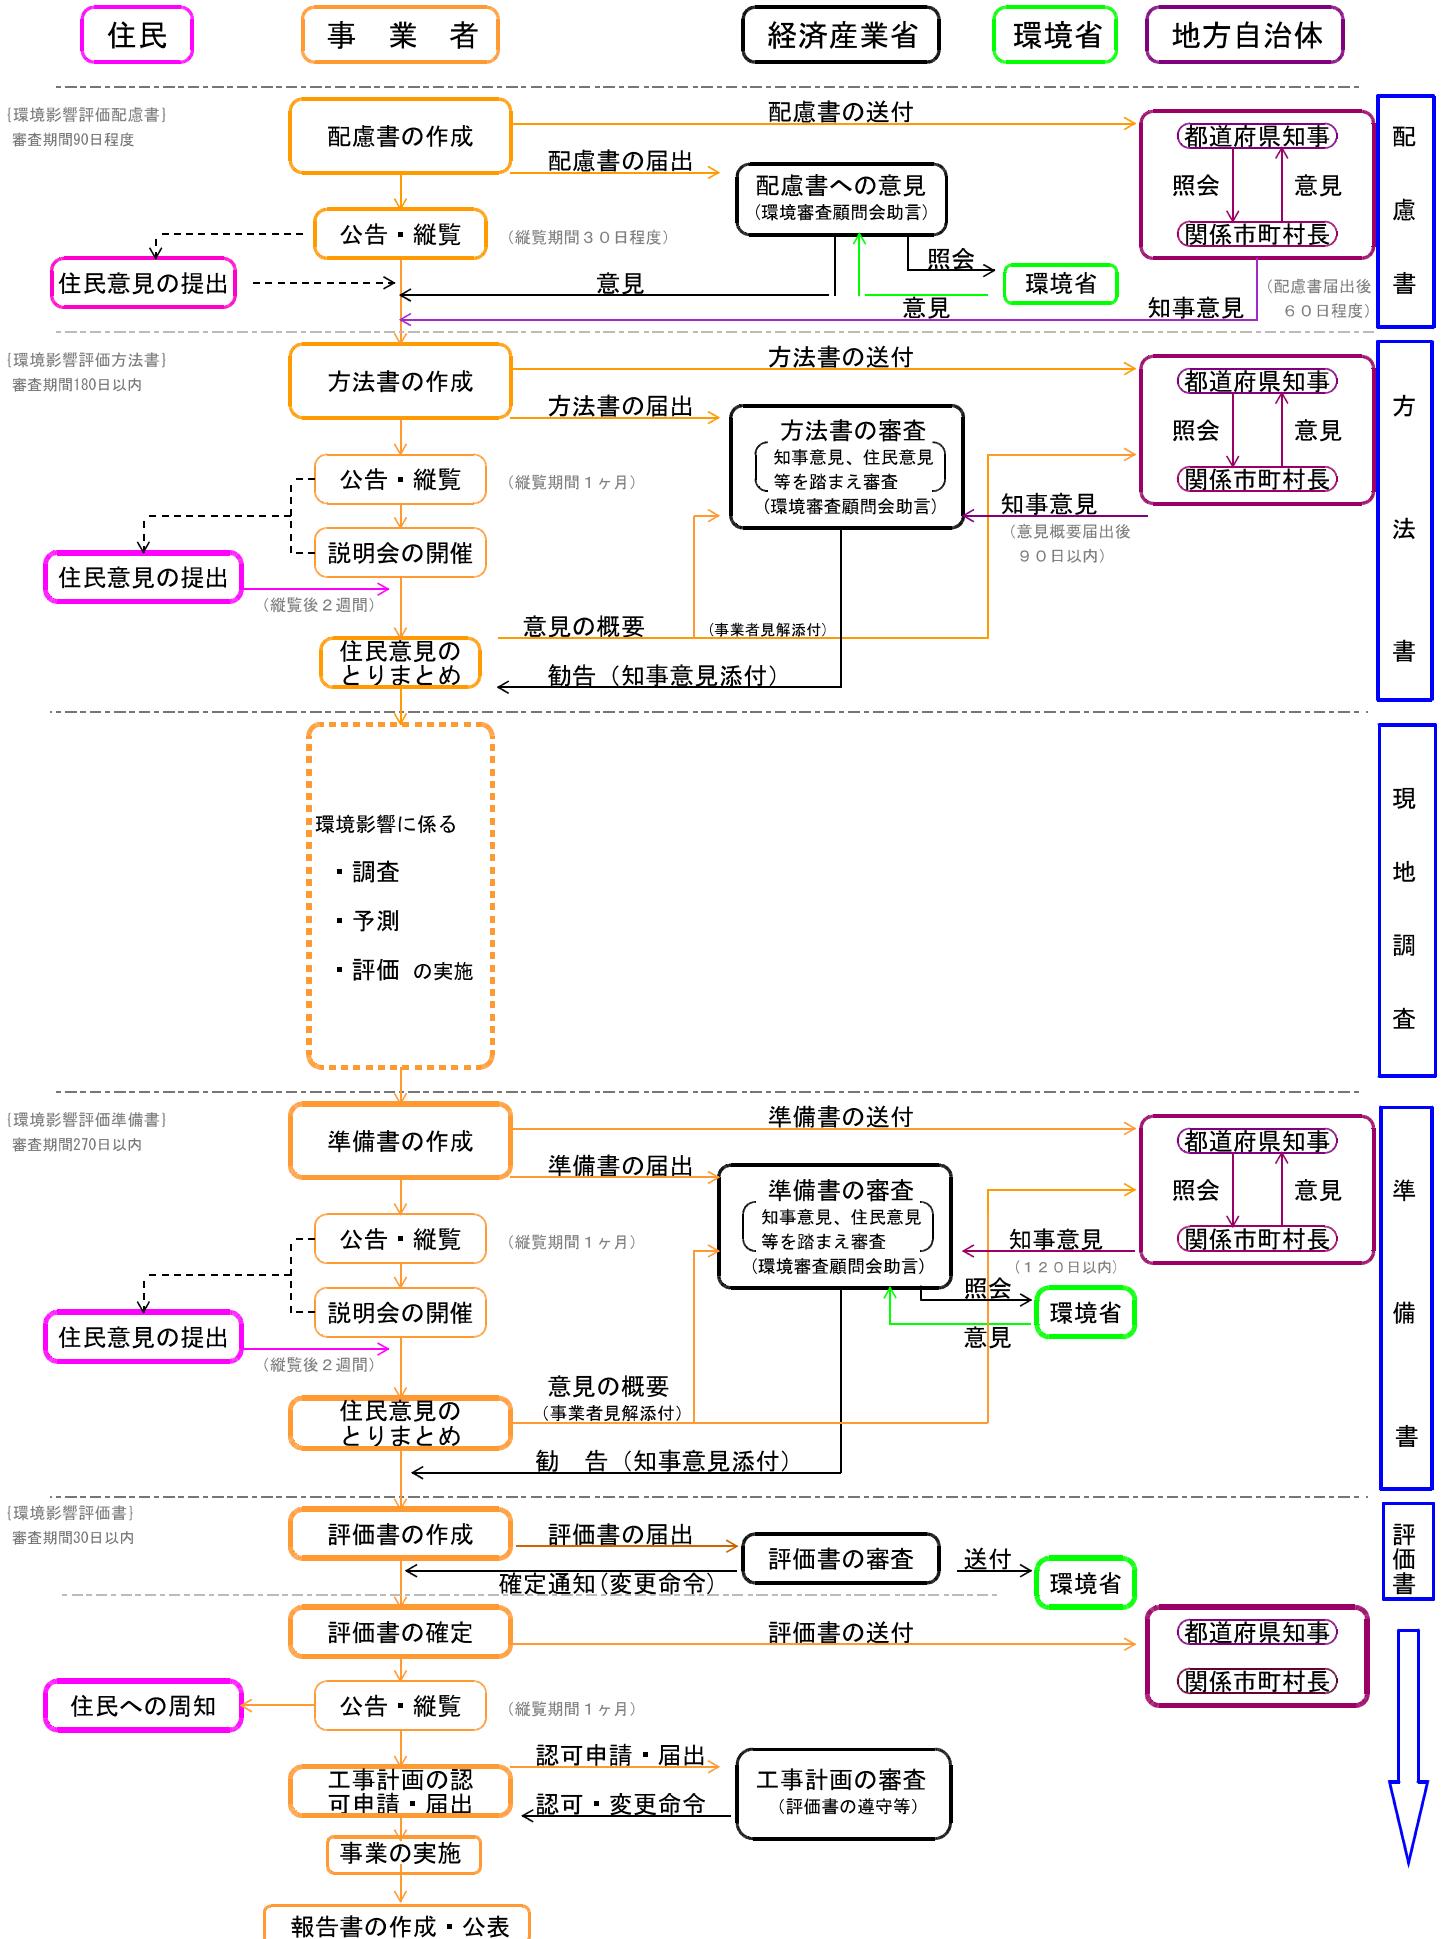 住民
事　業　者
経済産業省
環境省
地方自治体
{環境影響評価配慮書}
審査期間90日程度
配慮書の作成
配慮書の送付
配慮書の届出
配慮書への意見
(環境審査顧問会助言)
都道府県知事
照会
意見
関係市町村長
配慮書
公告・縦覧
(縦覧期間３０日程度)
住民意見の提出
意見
照会
環境省
意見
知事意見
(配慮書届出後
６０日程度)
{環境影響評価方法書}
審査期間180日以内
方法書の作成
方法書の送付
方法書の届出
方法書の審査
知事意見、住民意見
等を踏まえ審査
(環境審査顧問会助言)
都道府県知事
照会
意見
関係市町村長
方法書
公告・縦覧
(縦覧期間１ヶ月)
知事意見
(意見概要届出後
９０日以内)
説明会の開催
住民意見の提出
(縦覧後２週間)
意見の概要
(事業者見解添付)
住民意見の
とりまとめ
勧告（知事意見添付）
環境影響に係る
・調査
・予測
・評価 の実施
現地調査
{環境影響評価準備書}
審査期間270日以内
準備書の作成
準備書の送付
準備書の届出
準備書の審査
知事意見、住民意見
等を踏まえ審査
(環境審査顧問会助言)
都道府県知事
照会
意見
関係市町村長
準備書
公告・縦覧
(縦覧期間１ヶ月)
知事意見
(１２０日以内)
説明会の開催
照会
環境省
意見
住民意見の提出
(縦覧後２週間)
意見の概要
(事業者見解添付)
住民意見の
とりまとめ
勧　告（知事意見添付）
{環境影響評価書}
審査期間30日以内
評価書の作成
評価書の届出
評価書の審査
送付
環境省
評価書
確定通知(変更命令)
評価書の確定
評価書の送付
都道府県知事
関係市町村長
住民への周知
公告・縦覧
(縦覧期間１ヶ月)
工事計画の認
可申請・届出
認可申請・届出
認可・変更命令
工事計画の審査
(評価書の遵守等)
事業の実施
報告書の作成・公表